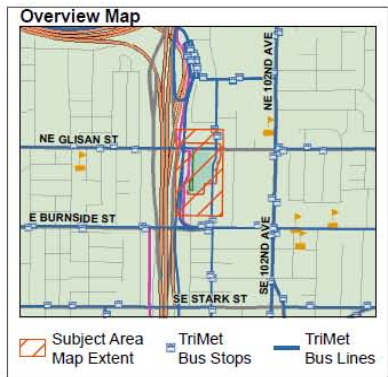 Overview Map
NE 102ND AVE
NE GLISAN ST
E BURNSIDE ST
SE 102ND AVE
SE STARK ST
Subject Area
Map Extent
TriMet
Bus Stops
TriMet
Bus Lines